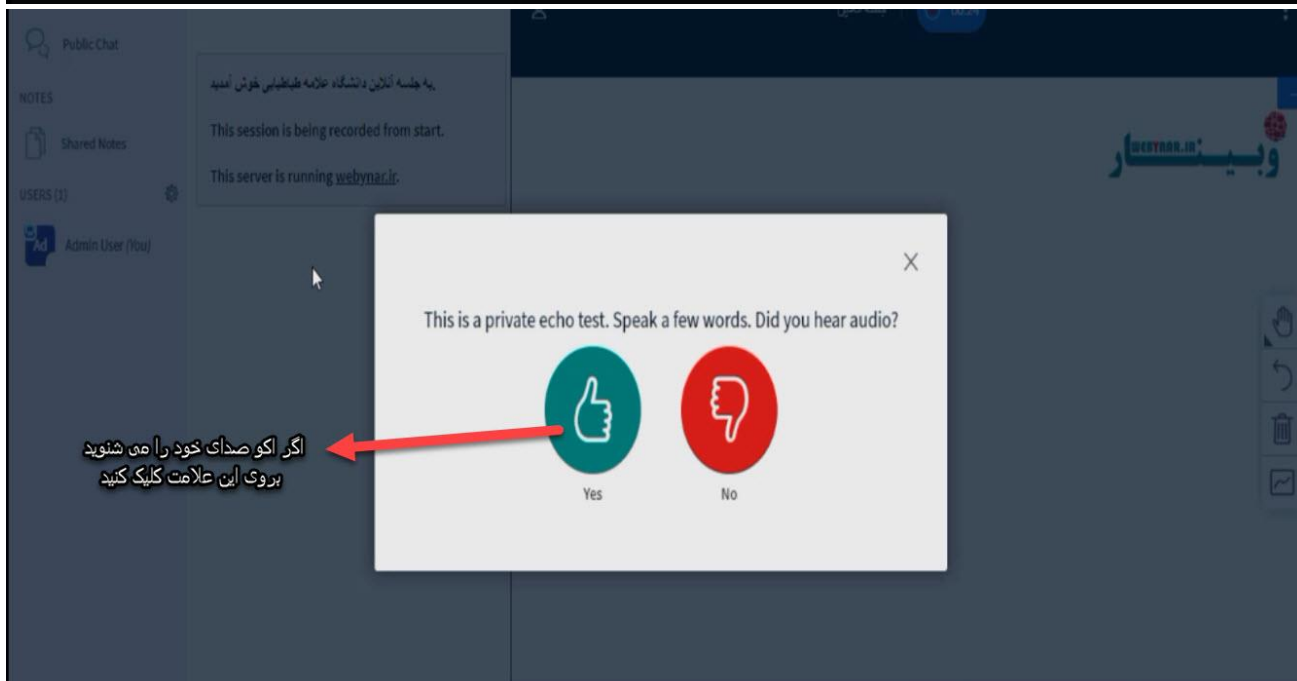 Public Chat
NOTES
Shared Notes
USERS (1)
Ad Admin User (You)
به جلسه آنلاین دانشگاه علامه طباطبایی خوش آمدید.
This session is being recorded from start.
This server is running webynar.ir.
وبینار
WEBYNAR.IR
This is a private echo test. Speak a few words. Did you hear audio?
Yes
No
اگر اکو صدای خود را می شنوید
بروی این علامت کلیک کنید